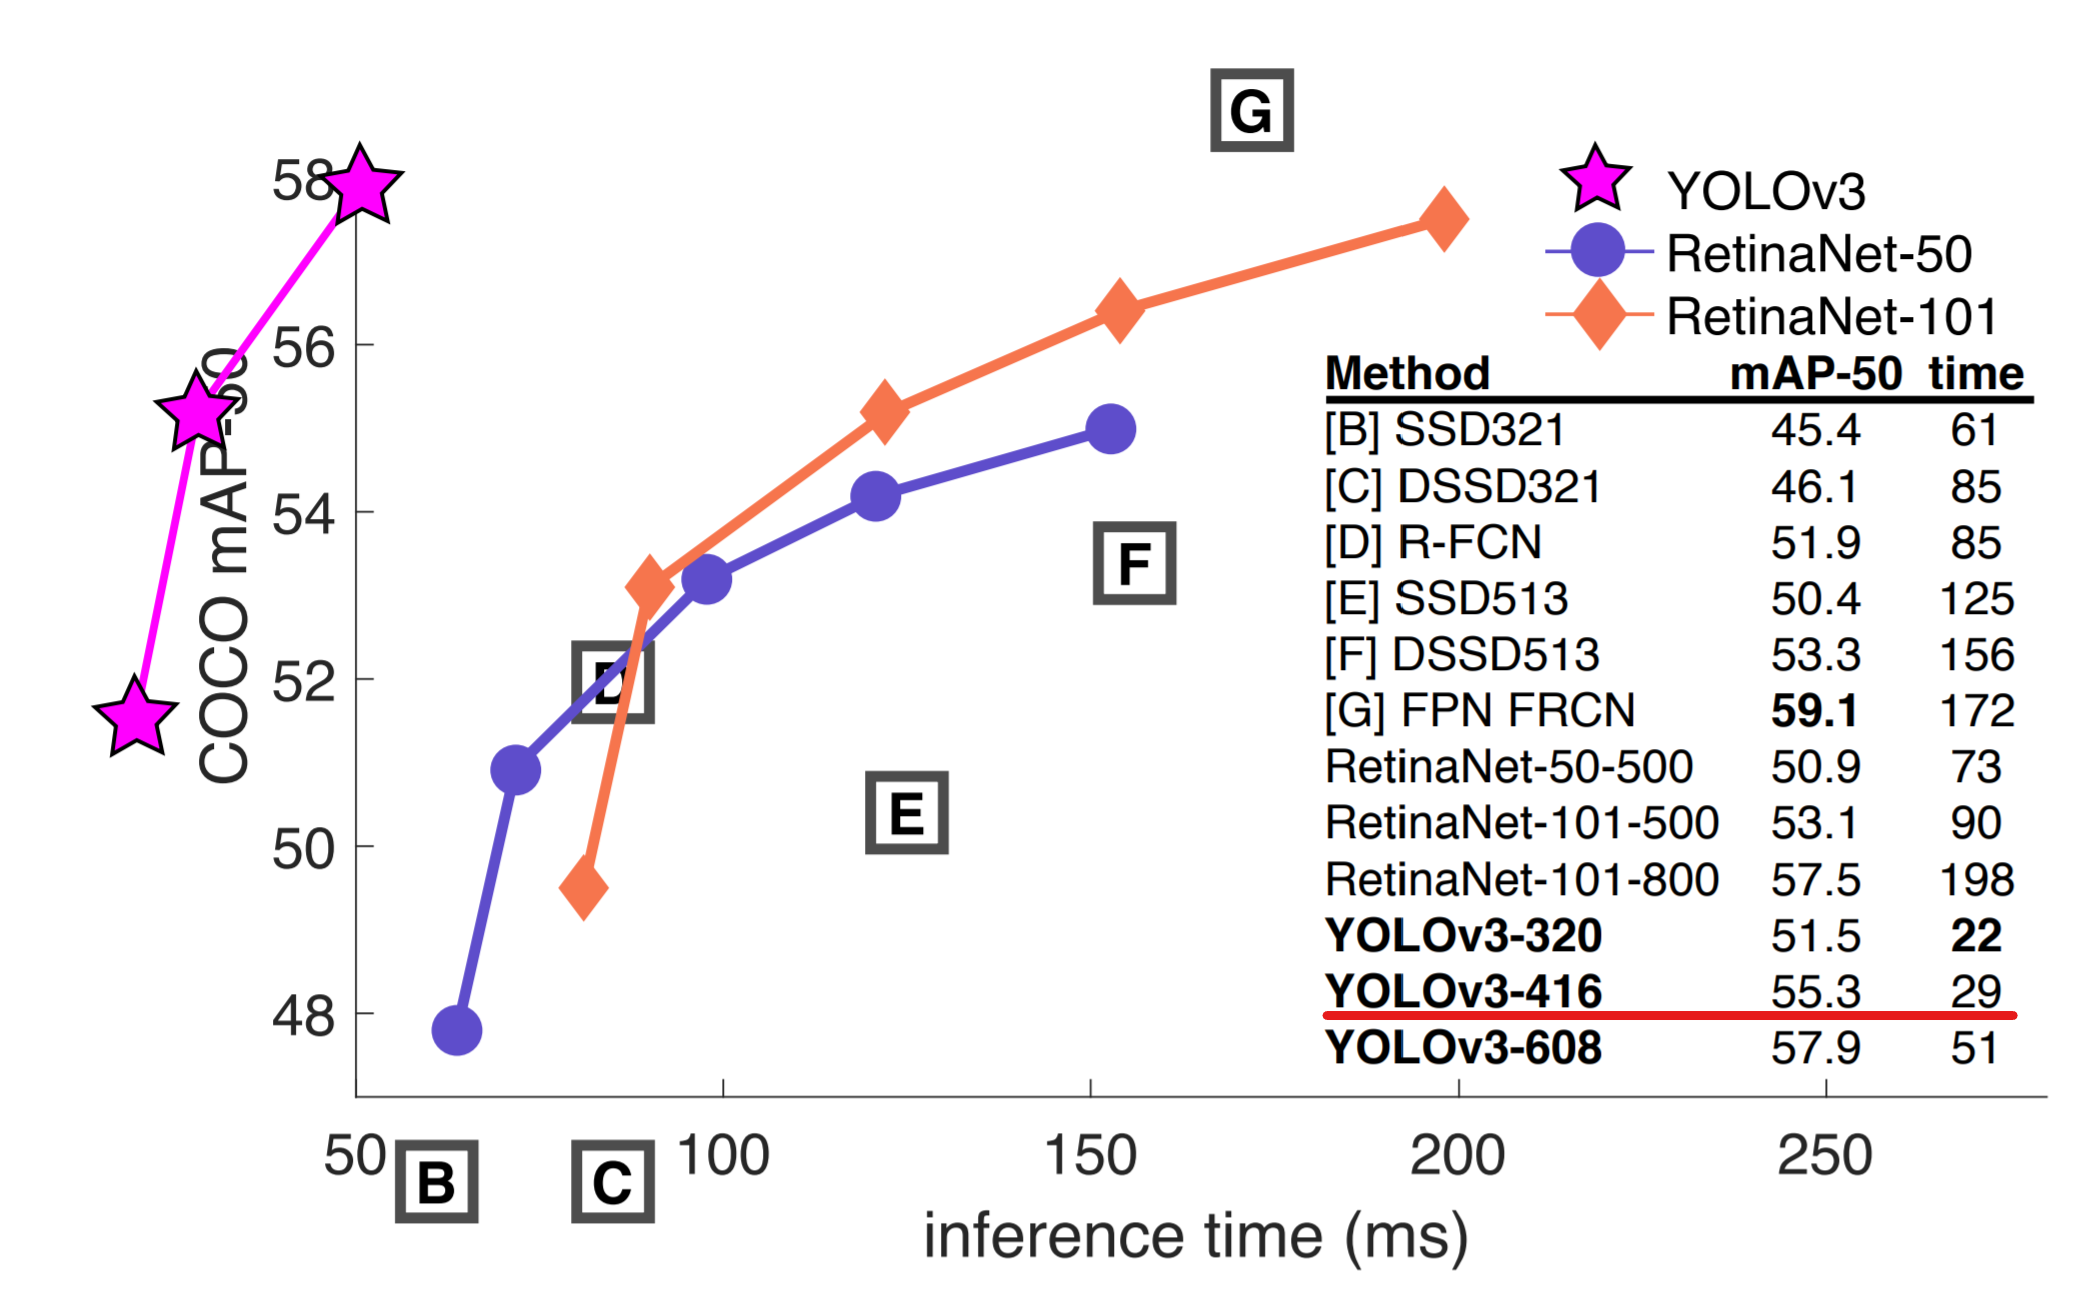 G
58
YOLOv3
RetinaNet-50
56
RetinaNet-101
COCO mAP-50
Method mAP-50 time
[B] SSD321 45.4 61
[C] DSSD321 46.1 85
54
[D] R-FCN 51.9 85
F
[E] SSD513 50.4 125
[F] DSSD513 53.3 156
52
D
[G] FPN FRCN 59.1 172
RetinaNet-50-500 50.9 73
E
RetinaNet-101-500 53.1 90
50
RetinaNet-101-800 57.5 198
YOLOv3-320 51.5 22
YOLOv3-416 55.3 29
48
YOLOv3-608 57.9 51
50 100 150 200 250
B C
inference time (ms)